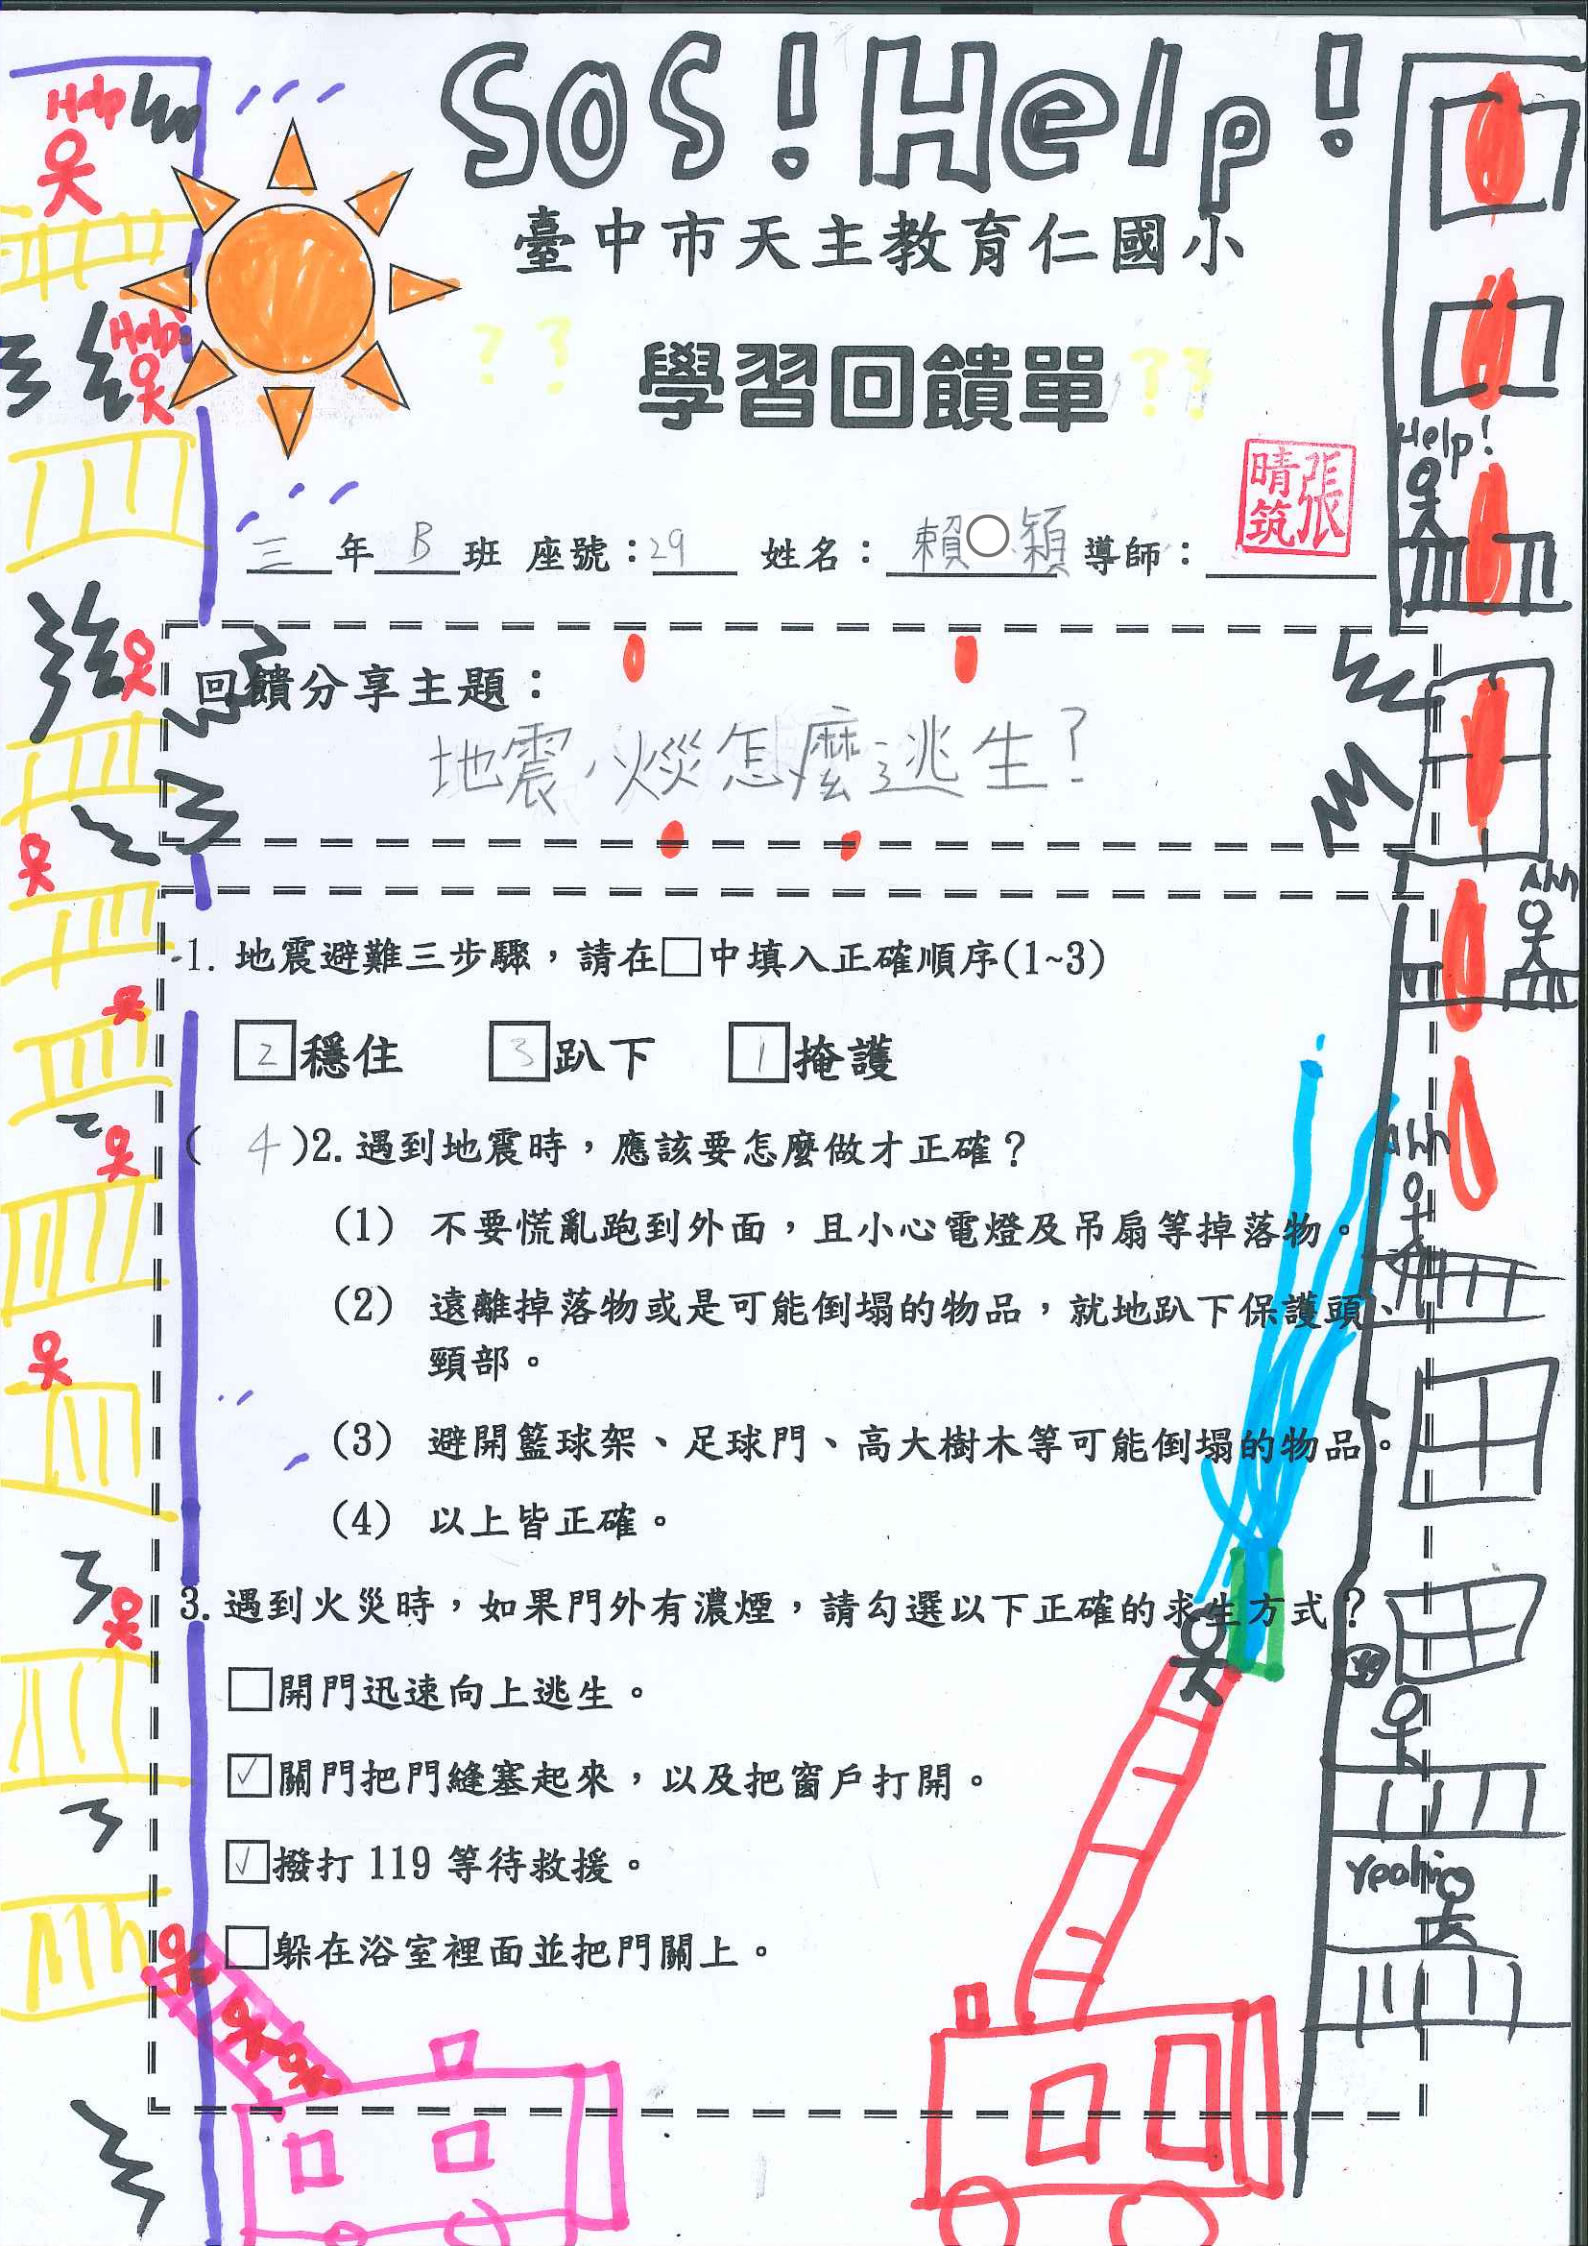 SOS! Help!
臺中市天主教育仁國小
學習回饋單
?? ??
三年 B 班 座號：29 姓名：賴○穎 導師：張晴筑
回饋分享主題：
地震、火災怎麼逃生?
1. 地震避難三步驟，請在□中填入正確順序(1~3)
2 穩住 3 趴下 1 掩護
( 4 )2. 遇到地震時，應該要怎麼做才正確？
(1) 不要慌亂跑到外面，且小心電燈及吊扇等掉落物。
(2) 遠離掉落物或是可能倒塌的物品，就地趴下保護頭、
頸部。
(3) 避開籃球架、足球門、高大樹木等可能倒塌的物品。
(4) 以上皆正確。
3. 遇到火災時，如果門外有濃煙，請勾選以下正確的求生方式？
□開門迅速向上逃生。
☑關門把門縫塞起來，以及把窗戶打開。
☑撥打 119 等待救援。
□躲在浴室裡面並把門關上。
Help
Help!
Help!